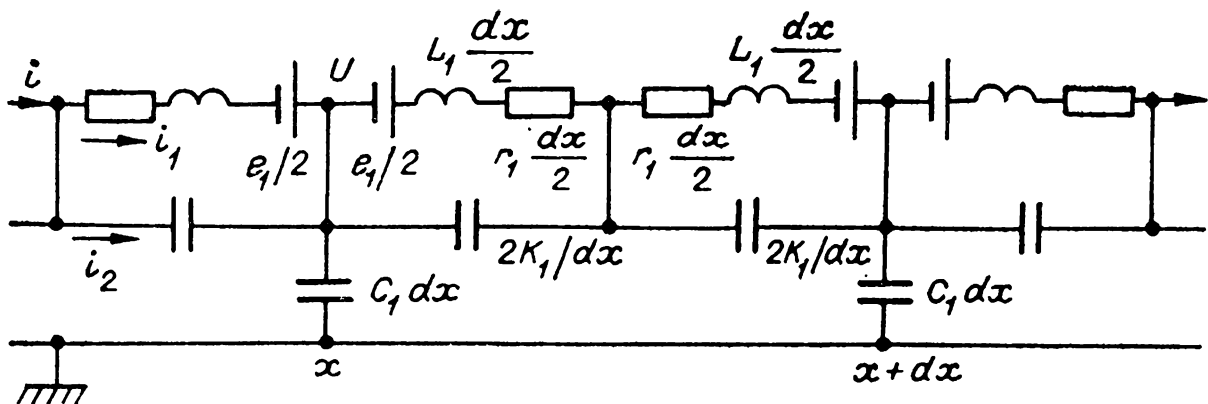 i
U
L₁ dx/2
L₁ dx/2
i₁
e₁/2
e₁/2
r₁ dx/2
r₁ dx/2
i₂
2K₁/dx
2K₁/dx
C₁ dx
C₁ dx
x
x + dx